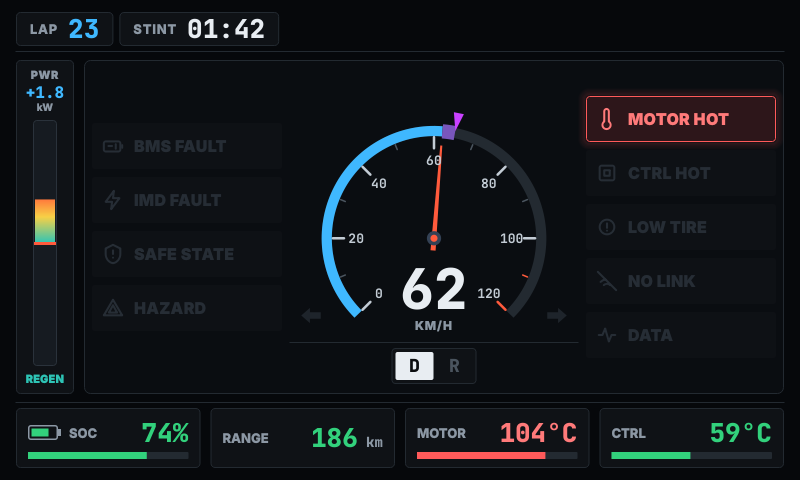 LAP 23 STINT 01:42
PWR
+1.8
kW
REGEN
BMS FAULT
IMD FAULT
SAFE STATE
HAZARD
0
20
40
60
80
100
120
62
KM/H
D R
MOTOR HOT
CTRL HOT
LOW TIRE
NO LINK
DATA
SOC 74%
RANGE 186 km
MOTOR 104°C
CTRL 59°C